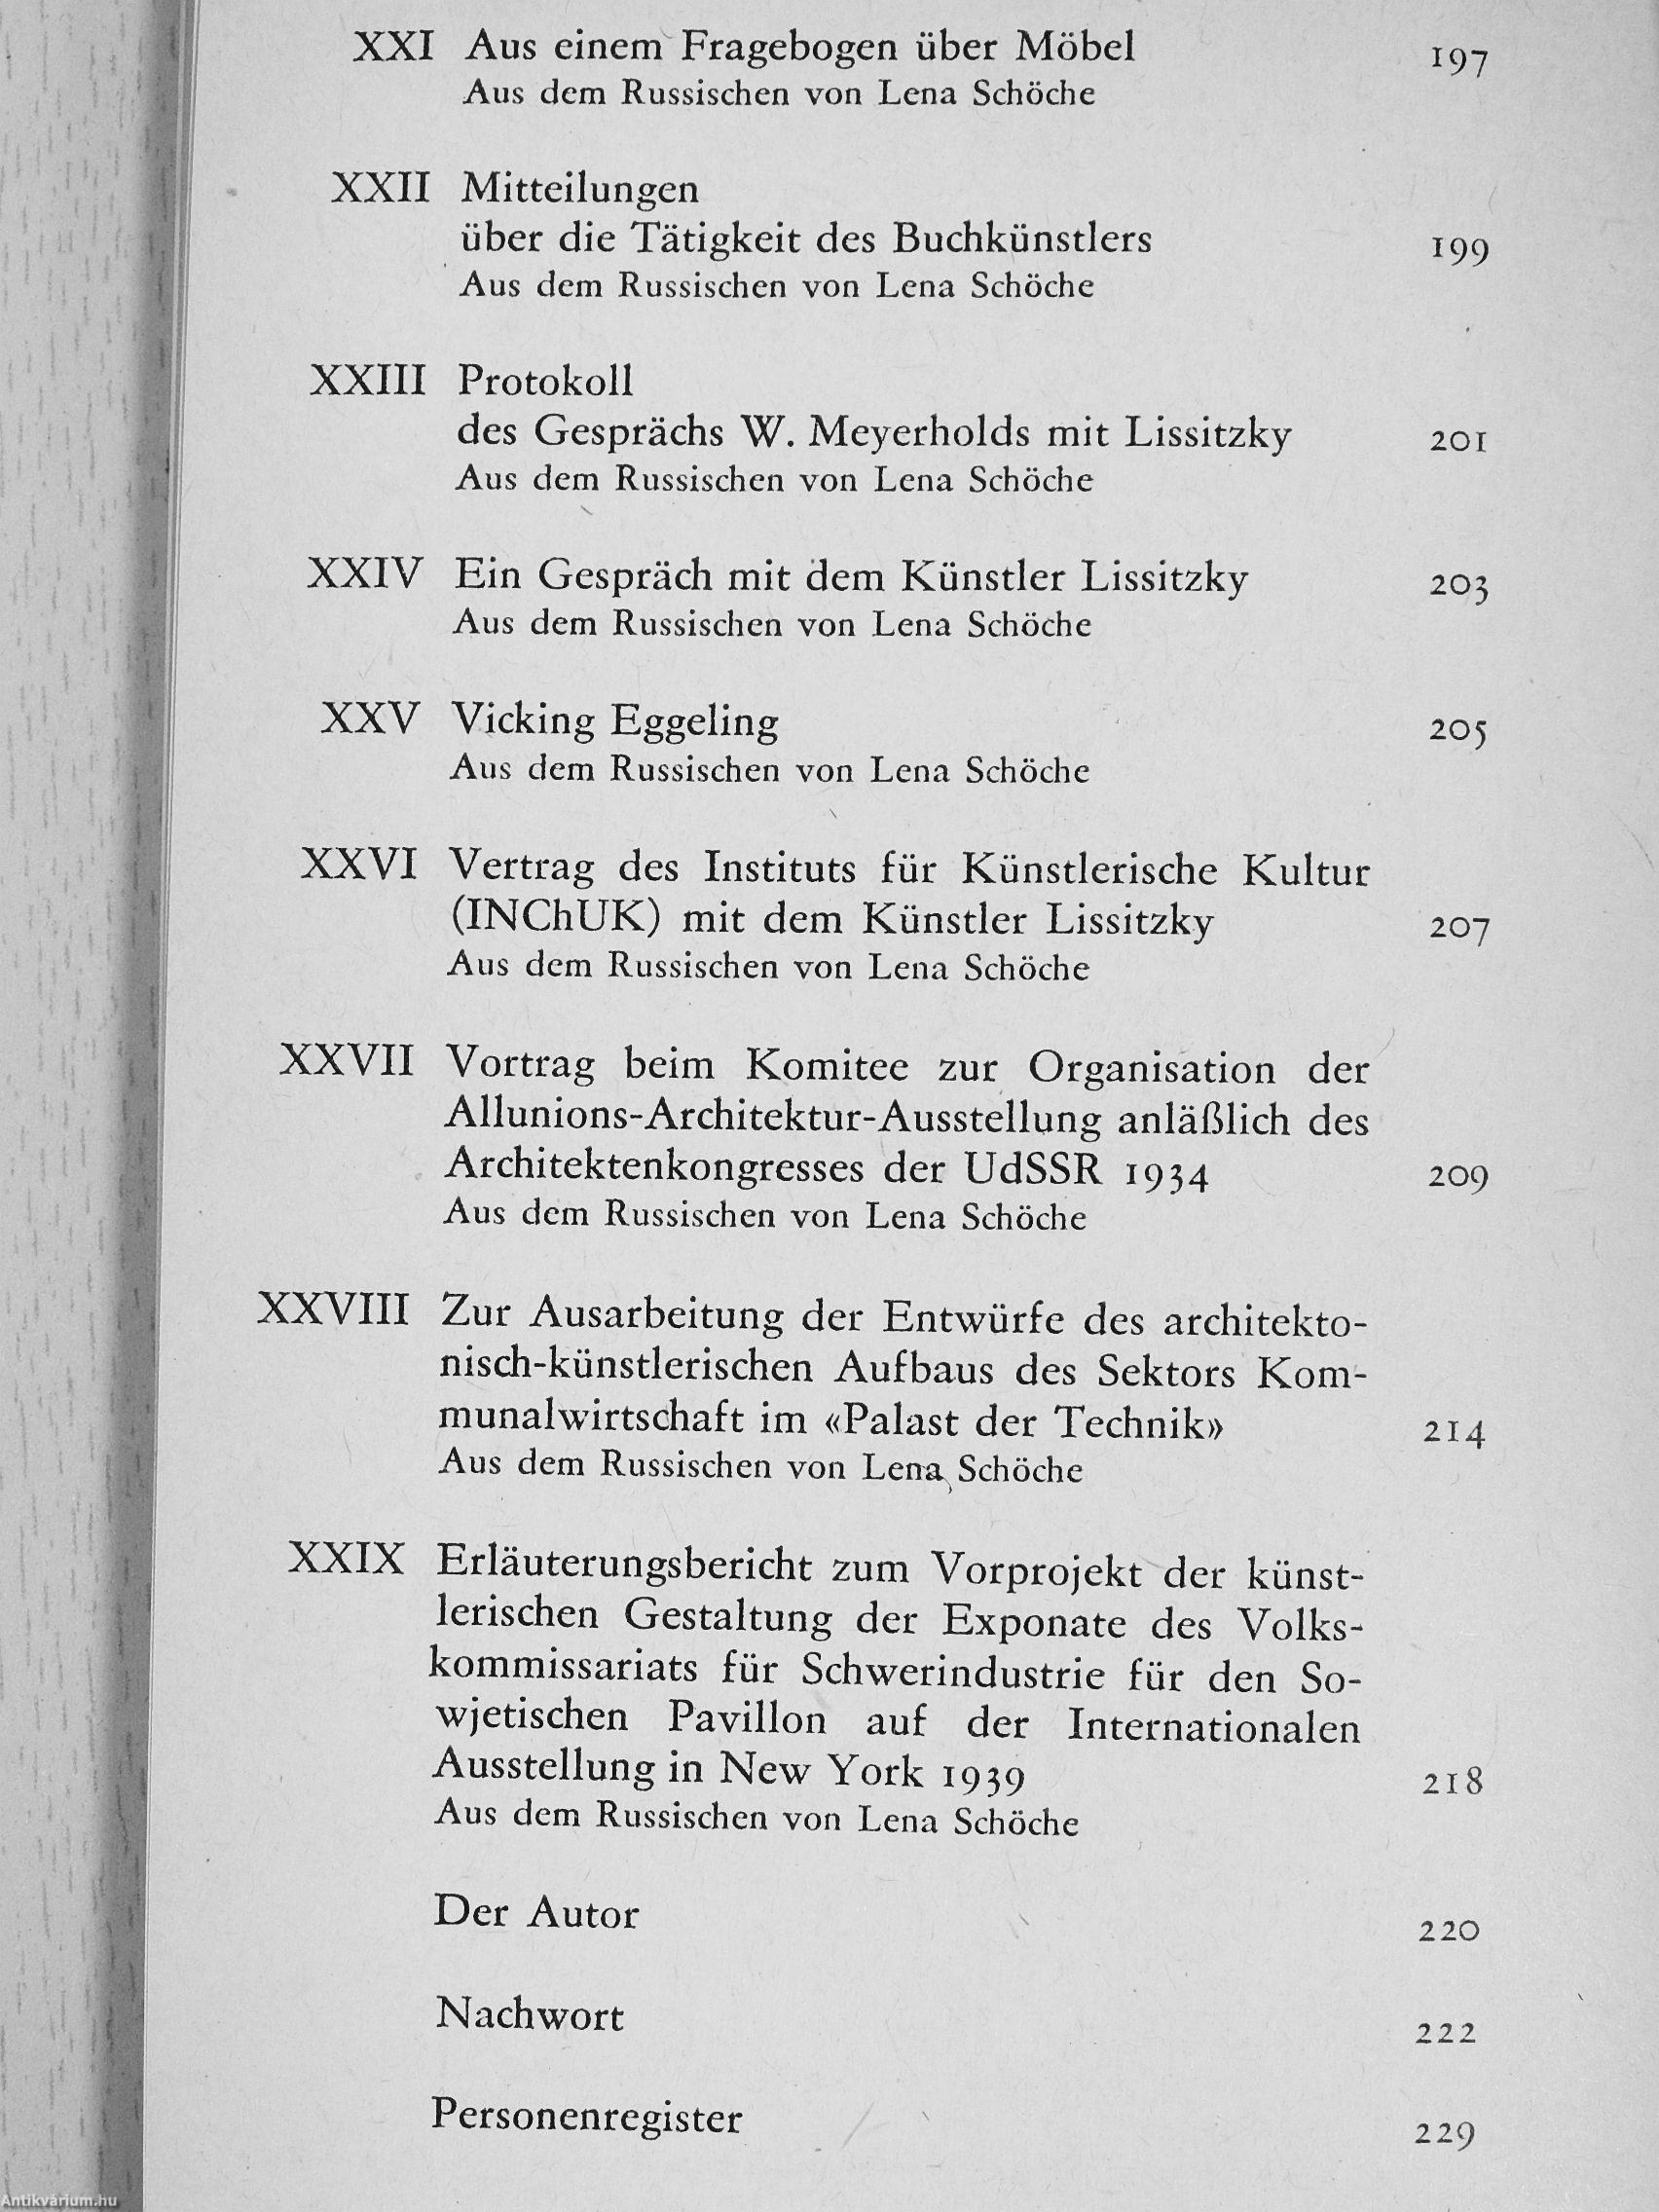 XXI Aus einem Fragebogen über Möbel 197
Aus dem Russischen von Lena Schöche
XXII Mitteilungen
über die Tätigkeit des Buchkünstlers 199
Aus dem Russischen von Lena Schöche
XXIII Protokoll
des Gesprächs W. Meyerholds mit Lissitzky 201
Aus dem Russischen von Lena Schöche
XXIV Ein Gespräch mit dem Künstler Lissitzky 203
Aus dem Russischen von Lena Schöche
XXV Vicking Eggeling 205
Aus dem Russischen von Lena Schöche
XXVI Vertrag des Instituts für Künstlerische Kultur
(INChUK) mit dem Künstler Lissitzky 207
Aus dem Russischen von Lena Schöche
XXVII Vortrag beim Komitee zur Organisation der
Allunions-Architektur-Ausstellung anläßlich des
Architektenkongresses der UdSSR 1934 209
Aus dem Russischen von Lena Schöche
XXVIII Zur Ausarbeitung der Entwürfe des architekto-
nisch-künstlerischen Aufbaus des Sektors Kom-
munalwirtschaft im «Palast der Technik» 214
Aus dem Russischen von Lena Schöche
XXIX Erläuterungsbericht zum Vorprojekt der künst-
lerischen Gestaltung der Exponate des Volks-
kommissariats für Schwerindustrie für den So-
wjetischen Pavillon auf der Internationalen
Ausstellung in New York 1939 218
Aus dem Russischen von Lena Schöche
Der Autor 220
Nachwort 222
Personenregister 229
Antikvárium.hu